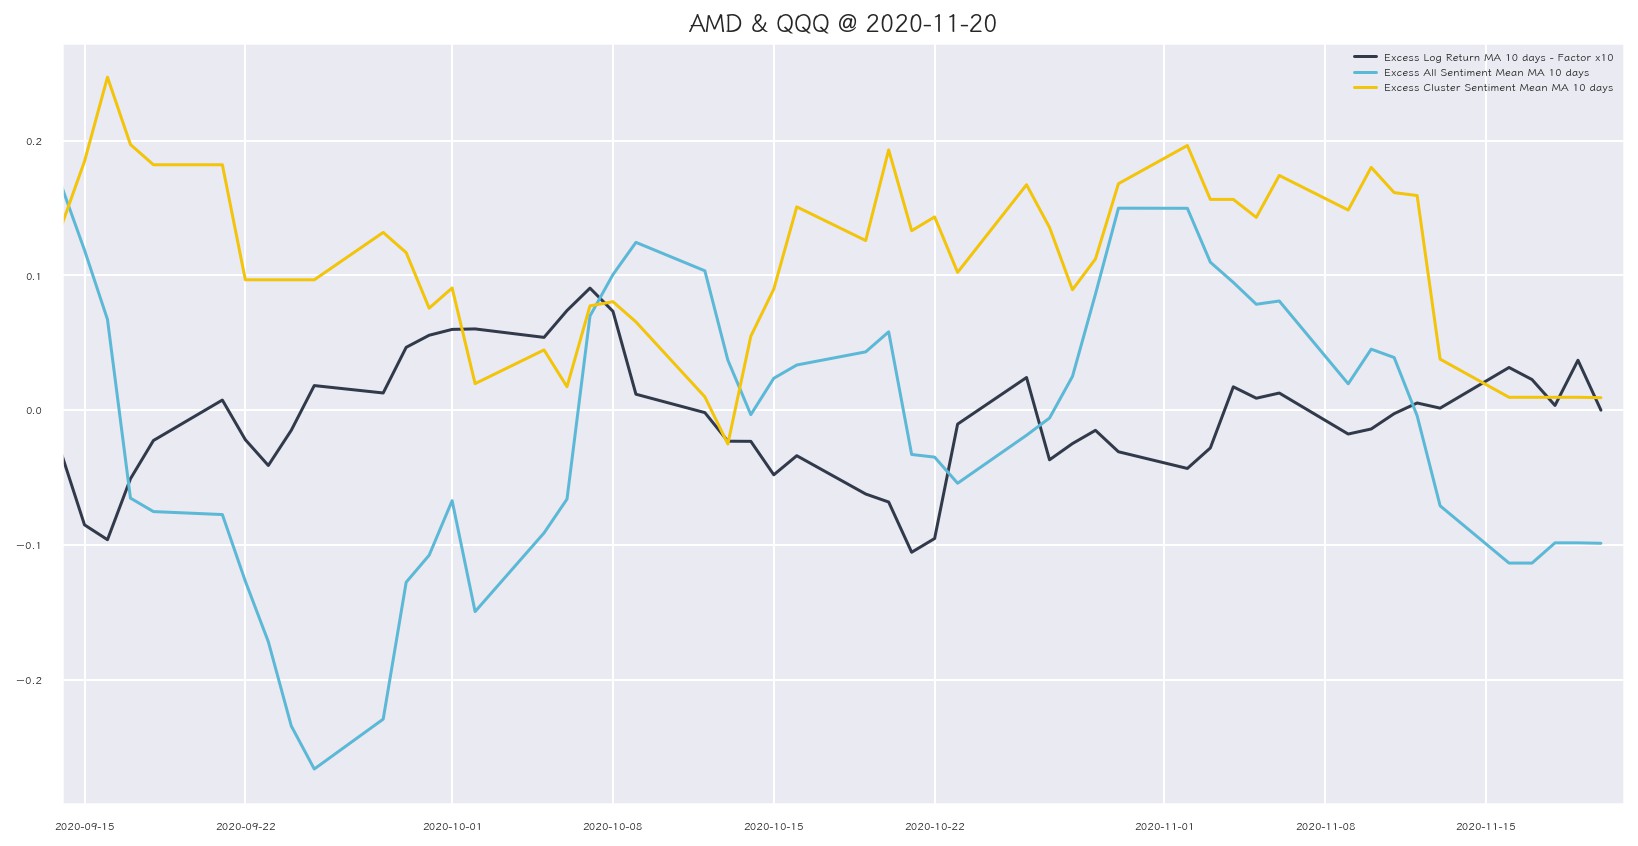 AMD & QQQ @ 2020-11-20
Excess Log Return MA 10 days - Factor x10
Excess All Sentiment Mean MA 10 days
Excess Cluster Sentiment Mean MA 10 days
0.2
0.1
0.0
−0.1
−0.2
2020-09-15 2020-09-22 2020-10-01 2020-10-08 2020-10-15 2020-10-22 2020-11-01 2020-11-08 2020-11-15